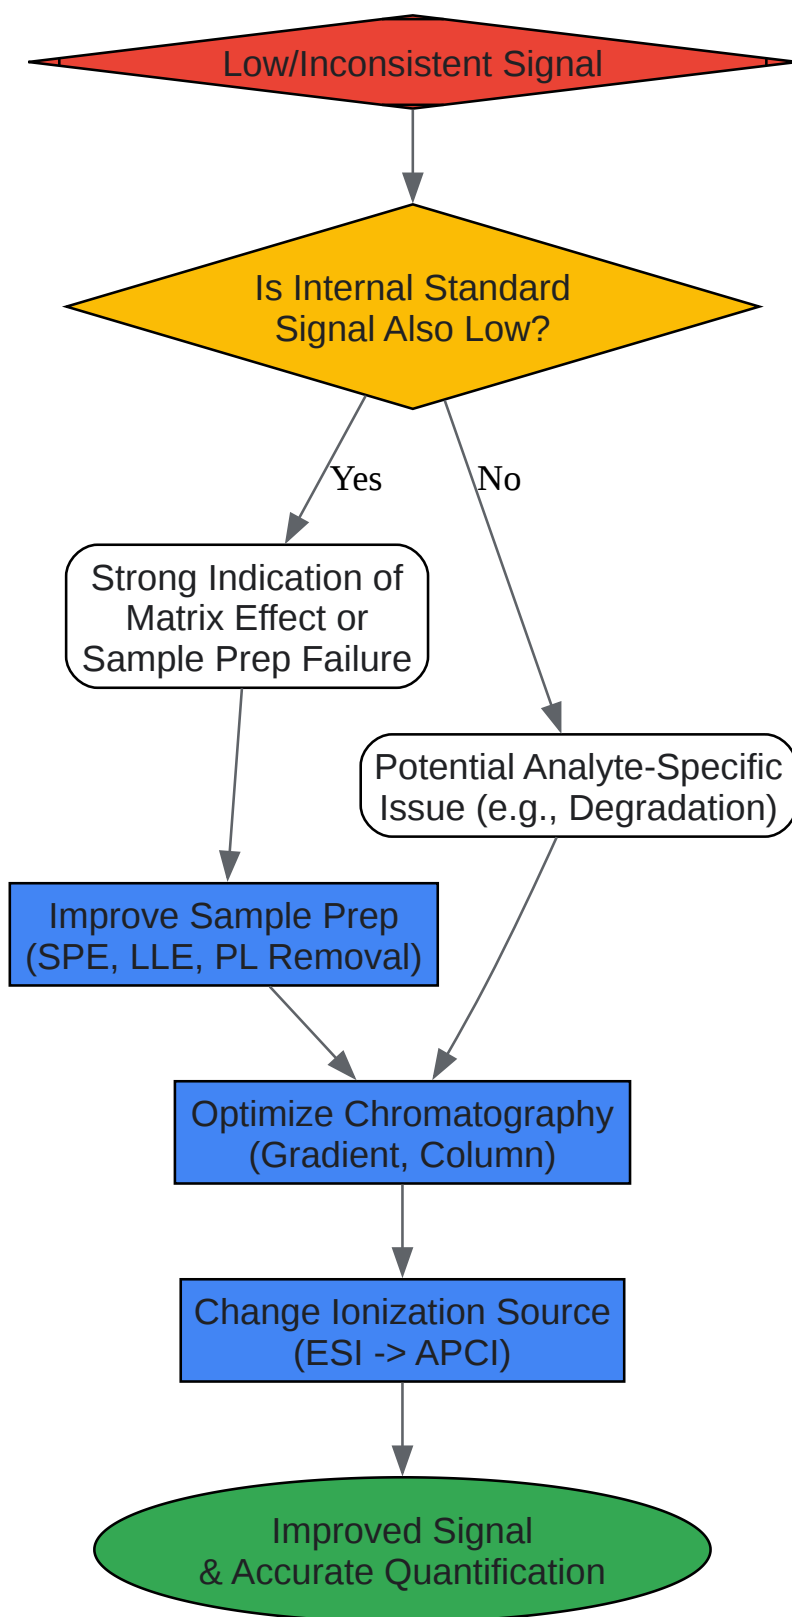 Low/Inconsistent Signal
Is Internal Standard
Signal Also Low?
Yes
No
Strong Indication of
Matrix Effect or
Sample Prep Failure
Potential Analyte-Specific
Issue (e.g., Degradation)
Improve Sample Prep
(SPE, LLE, PL Removal)
Optimize Chromatography
(Gradient, Column)
Change Ionization Source
(ESI -> APCI)
Improved Signal
& Accurate Quantification